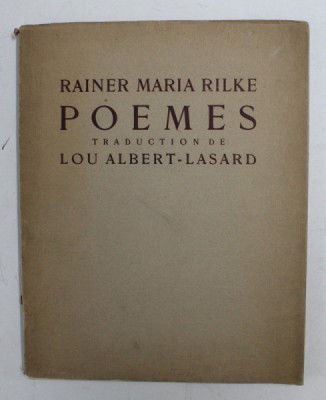 RAINER MARIA RILKE
POEMES
TRADUCTION DE
LOU ALBERT-LASARD